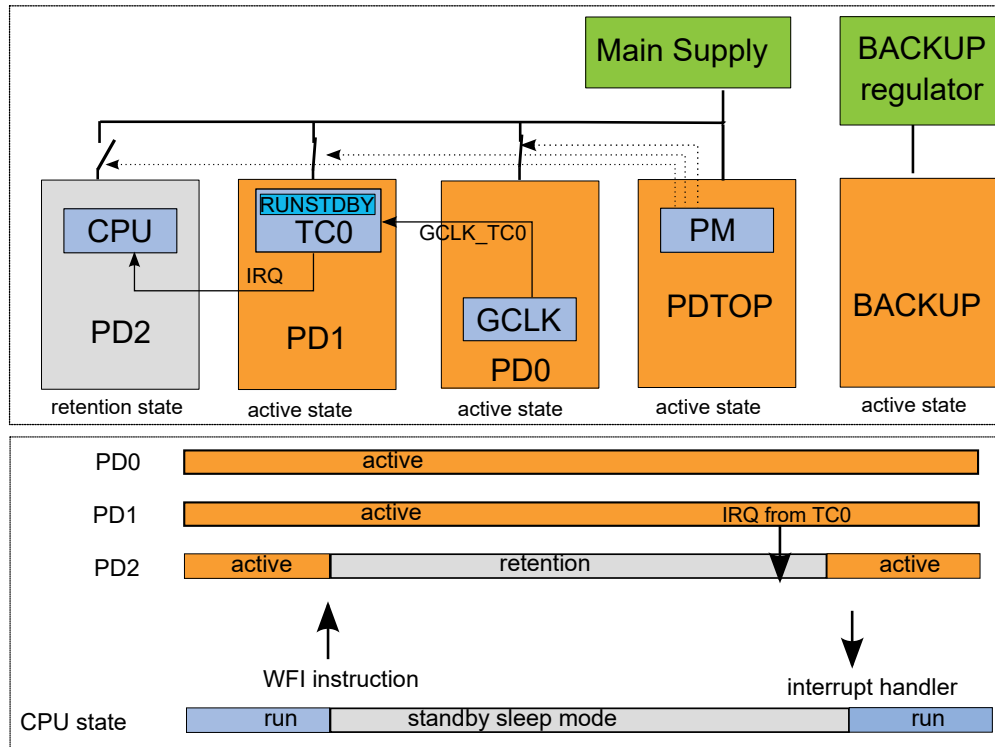 Main Supply
BACKUP
regulator
RUNSTDBY
TC0
CPU
GCLK_TC0
PM
IRQ
GCLK
PD2
PD1
PD0
PDTOP
BACKUP
retention state
active state
active state
active state
active state
PD0
active
PD1
active
IRQ from TC0
PD2
active
retention
active
WFI instruction
interrupt handler
CPU state
run
standby sleep mode
run